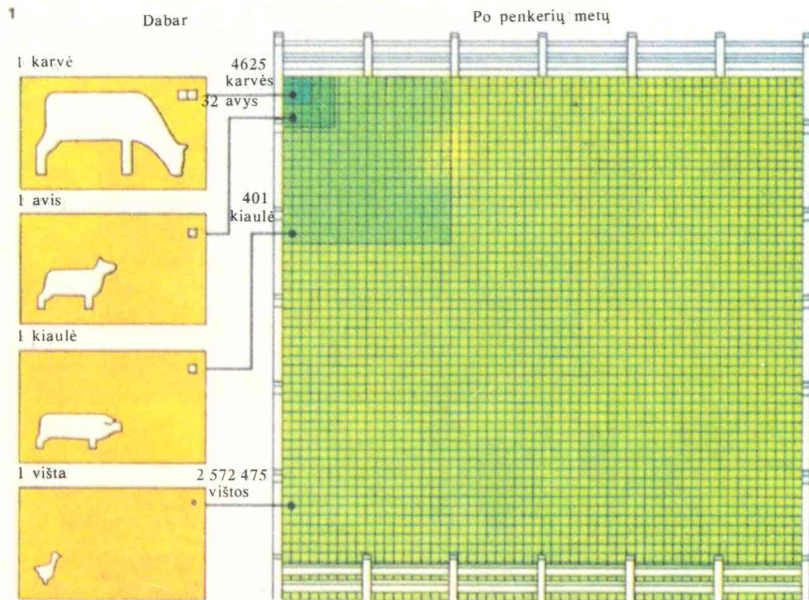 1
Dabar
Po penkerių metų
1 karvė
4625
karvės
32 avys
1 avis
401
kiaulė
1 kiaulė
1 višta
2 572 475
vištos